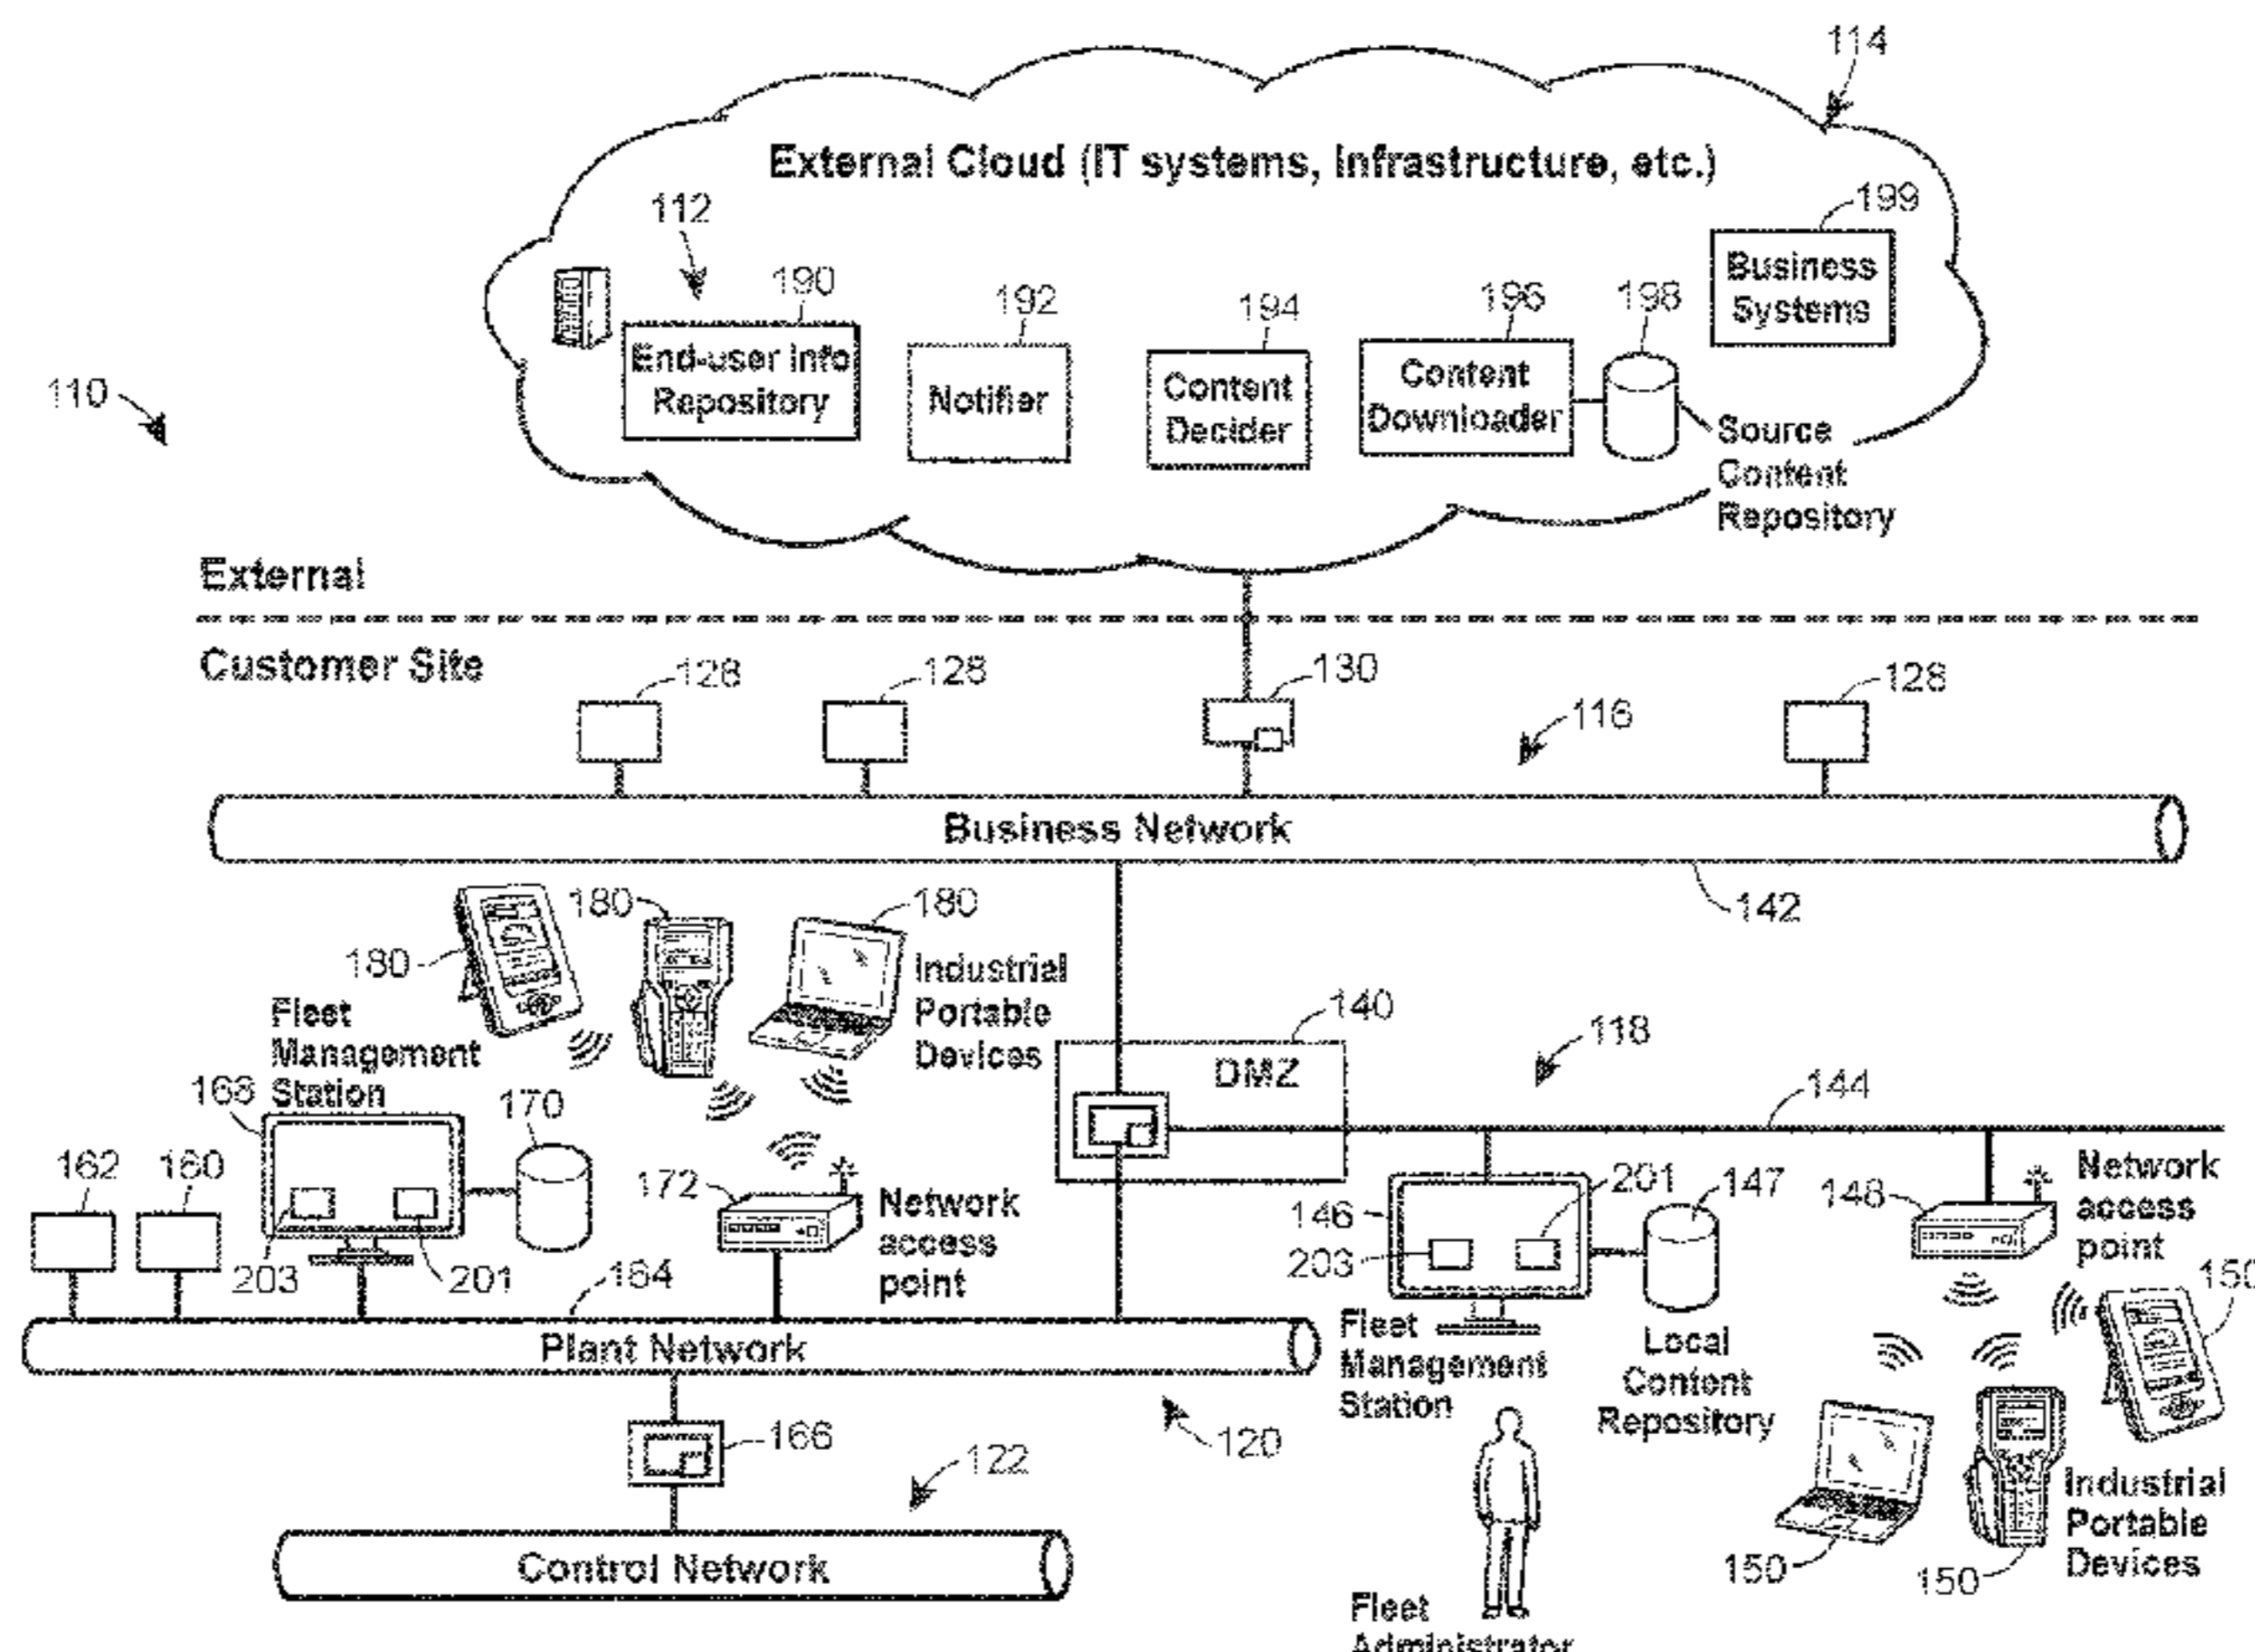 114
External Cloud (IT systems, Infrastructure, etc.)
112
199
Business
Systems
190
End-user info
Repository
192
Notifier
194
Content
Decider
196
Content
Downloader
198
Source
Content
Repository
110
External
Customer Site
128
128
130
116
128
Business Network
142
180
180
180
Industrial
Portable
Devices
Fleet
Management
Station
168
170
162
160
203
201
172
Network
access
point
164
Plant Network
140
DMZ
118
144
146
201
203
147
148
Network
access
point
150
Fleet
Management
Station
Local
Content
Repository
120
166
122
Control Network
150
150
Industrial
Portable
Devices
Fleet
Administrator